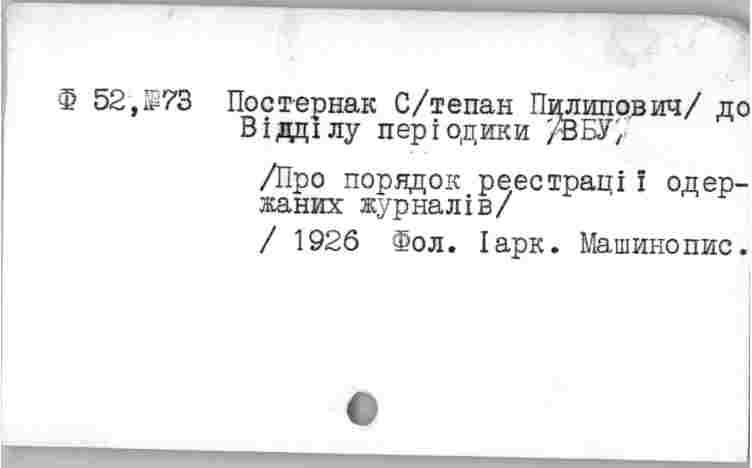 Ф 52,№73 Постернак С/тепан Пилипович/ до
Відділу періодики /ВБУ/
/Про порядок реестрації одер-
жаних журналів/
/ 1926 Фол. Іарк. Машинопис.